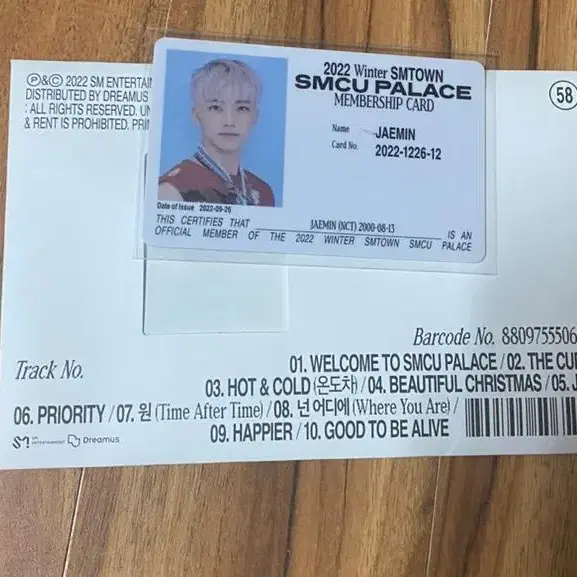 Ⓟ&© 2022 SM ENTERTAI
DISTRIBUTED BY DREAMUS
: ALL RIGHTS RESERVED.
& RENT IS PROHIBITED.
58
2022 Winter SMTOWN
SMCU PALACE
MEMBERSHIP CARD
Name JAEMIN
Card No. 2022-1226-12
Date of Issue 2022-09-26
THIS CERTIFIES THAT JAEMIN (NCT) 2000-08-13 IS AN
OFFICIAL MEMBER OF THE 2022 WINTER SMTOWN SMCU PALACE
Barcode No. 8809755506
Track No.
01. WELCOME TO SMCU PALACE / 02. THE CU
03. HOT & COLD (온도차) / 04. BEAUTIFUL CHRISTMAS / 05. J
06. PRIORITY / 07. 원 (Time After Time) / 08. 넌 어디에 (Where You Are) /
09. HAPPIER / 10. GOOD TO BE ALIVE
SM ENTERTAINMENT Dreamus